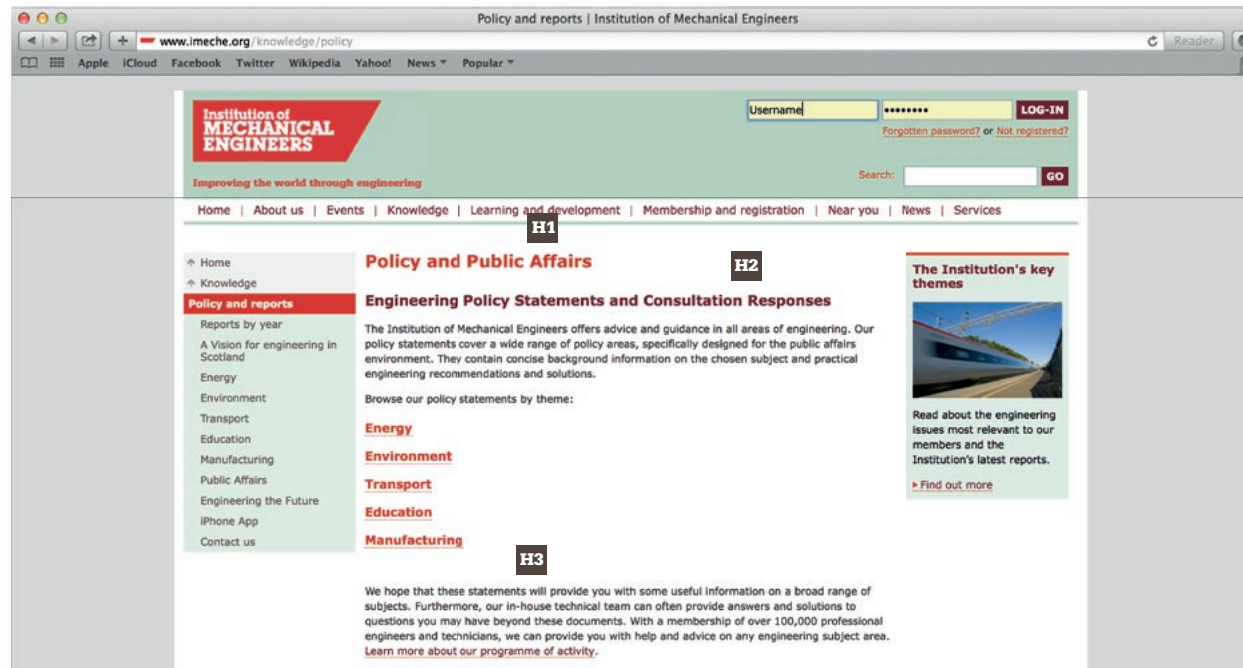 Policy and reports | Institution of Mechanical Engineers
www.imeche.org/knowledge/policy
Reader
Apple iCloud Facebook Twitter Wikipedia Yahoo! News Popular
Institution of
MECHANICAL
ENGINEERS
Improving the world through engineering
Username
•••••••• LOG-IN
Forgotten password? or Not registered?
Search: GO
Home | About us | Events | Knowledge | Learning and development | Membership and registration | Near you | News | Services
H1
Home
Knowledge
Policy and reports
Reports by year
A Vision for engineering in
Scotland
Energy
Environment
Transport
Education
Manufacturing
Public Affairs
Engineering the Future
iPhone App
Contact us
Policy and Public Affairs
H2
Engineering Policy Statements and Consultation Responses
The Institution of Mechanical Engineers offers advice and guidance in all areas of engineering. Our
policy statements cover a wide range of policy areas, specifically designed for the public affairs
environment. They contain concise background information on the chosen subject and practical
engineering recommendations and solutions.
Browse our policy statements by theme:
Energy
Environment
Transport
Education
Manufacturing
H3
We hope that these statements will provide you with some useful information on a broad range of
subjects. Furthermore, our in-house technical team can often provide answers and solutions to
questions you may have beyond these documents. With a membership of over 100,000 professional
engineers and technicians, we can provide you with help and advice on any engineering subject area.
Learn more about our programme of activity.
The Institution's key
themes
Read about the engineering
issues most relevant to our
members and the
Institution's latest reports.
Find out more